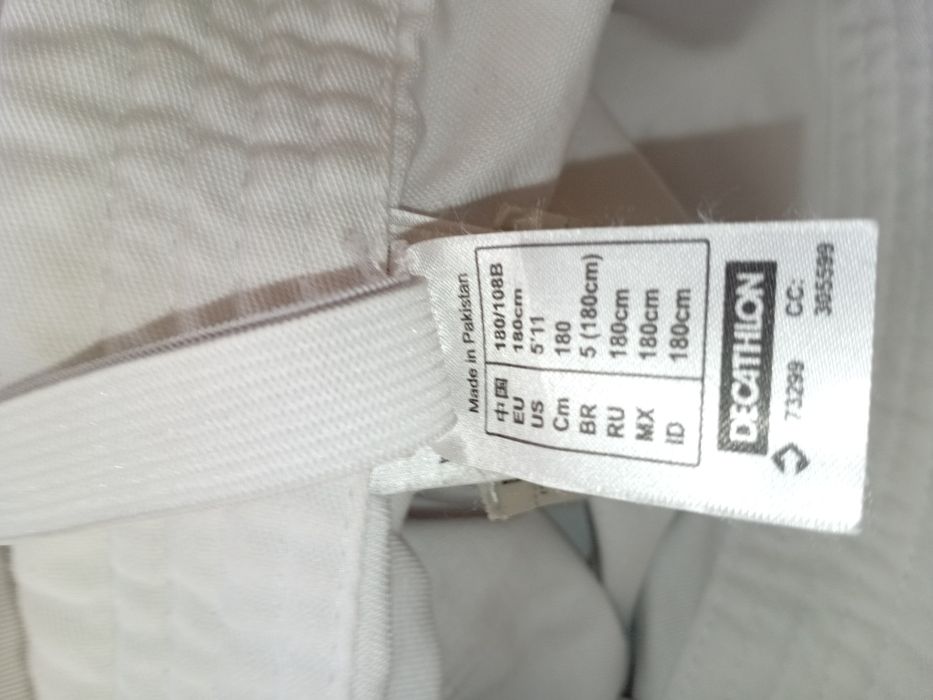 Made in Pakistan
中国 180/108B
EU 180cm
US 5'11
Cm 180
BR 5 (180cm)
RU 180cm
MX 180cm
ID 180cm
DECATHLON
73299 CC:
3955599